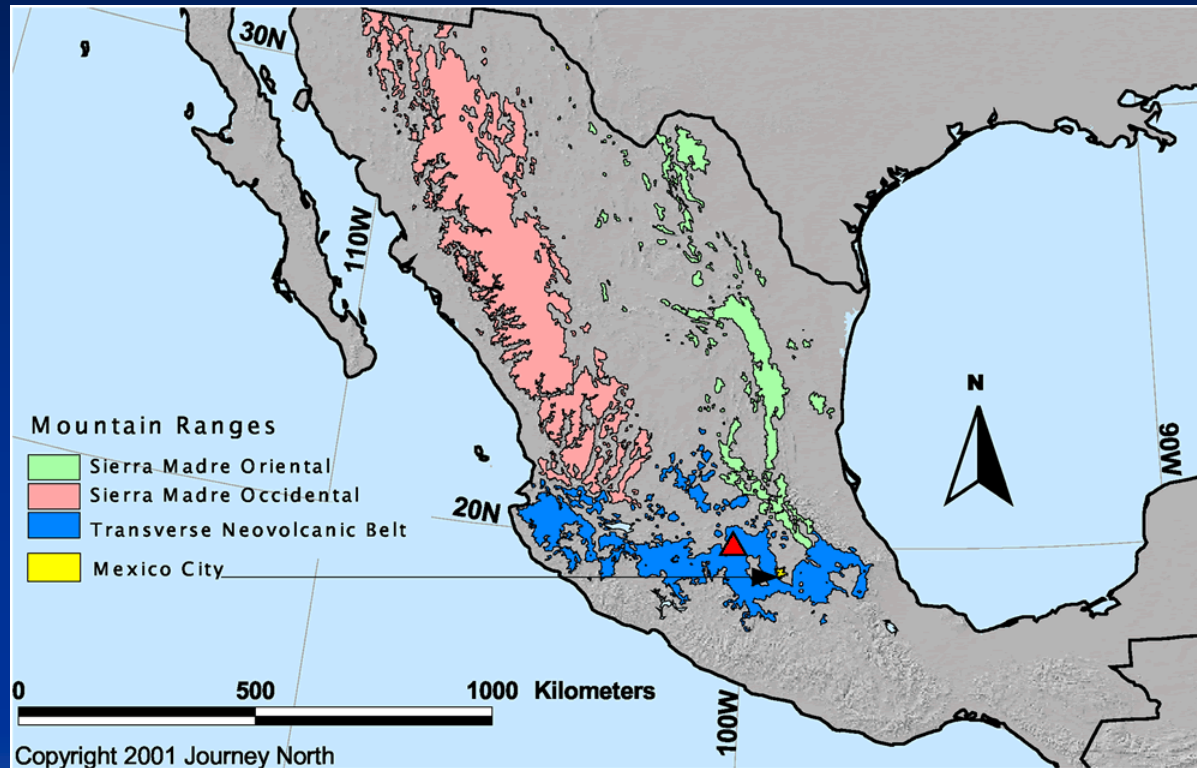 30N
110W
N
Mountain Ranges
Sierra Madre Oriental
Sierra Madre Occidental
Transverse Neovolcanic Belt
Mexico City
20N
90W
0 500 1000 Kilometers
100W
Copyright 2001 Journey North